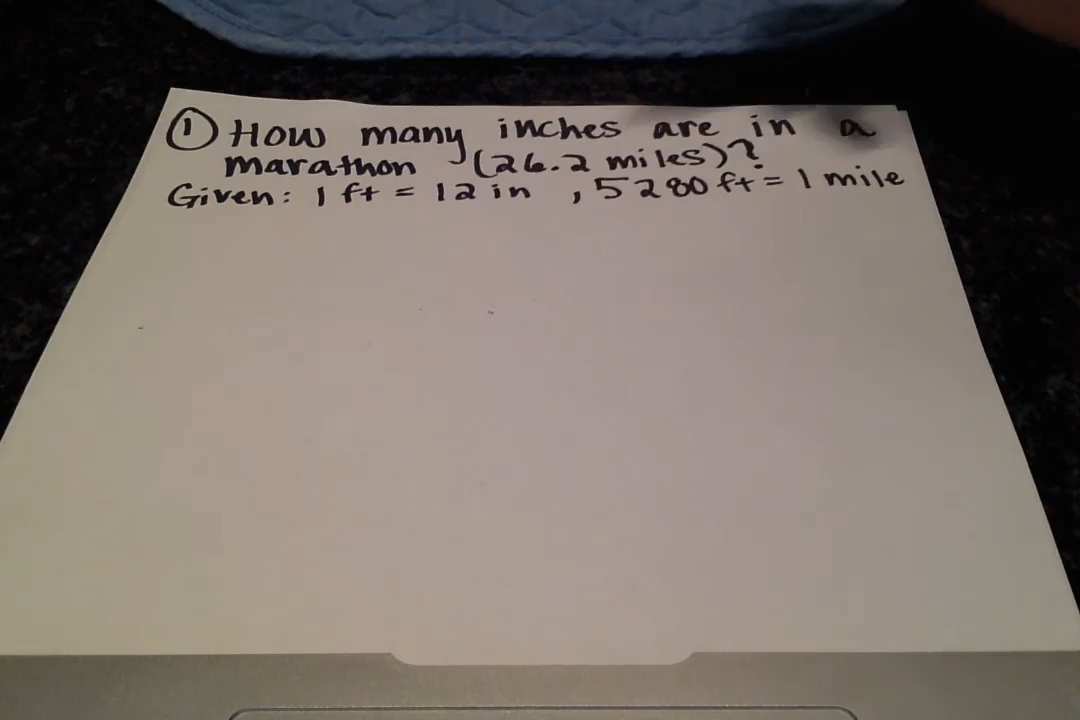 ① How many inches are in a
marathon (26.2 miles)?
Given: 1 ft = 12 in , 5280 ft = 1 mile